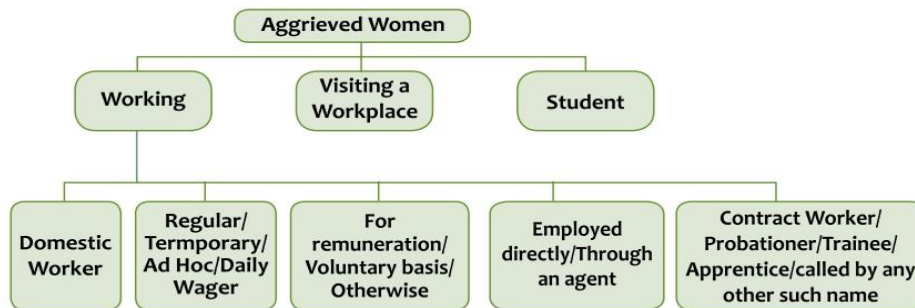 Aggrieved Women
Working
Visiting a
Workplace
Student
Domestic
Worker
Regular/
Termporary/
Ad Hoc/Daily
Wager
For
remuneration/
Voluntary basis/
Otherwise
Employed
directly/Through
an agent
Contract Worker/
Probationer/Trainee/
Apprentice/called by any
other such name